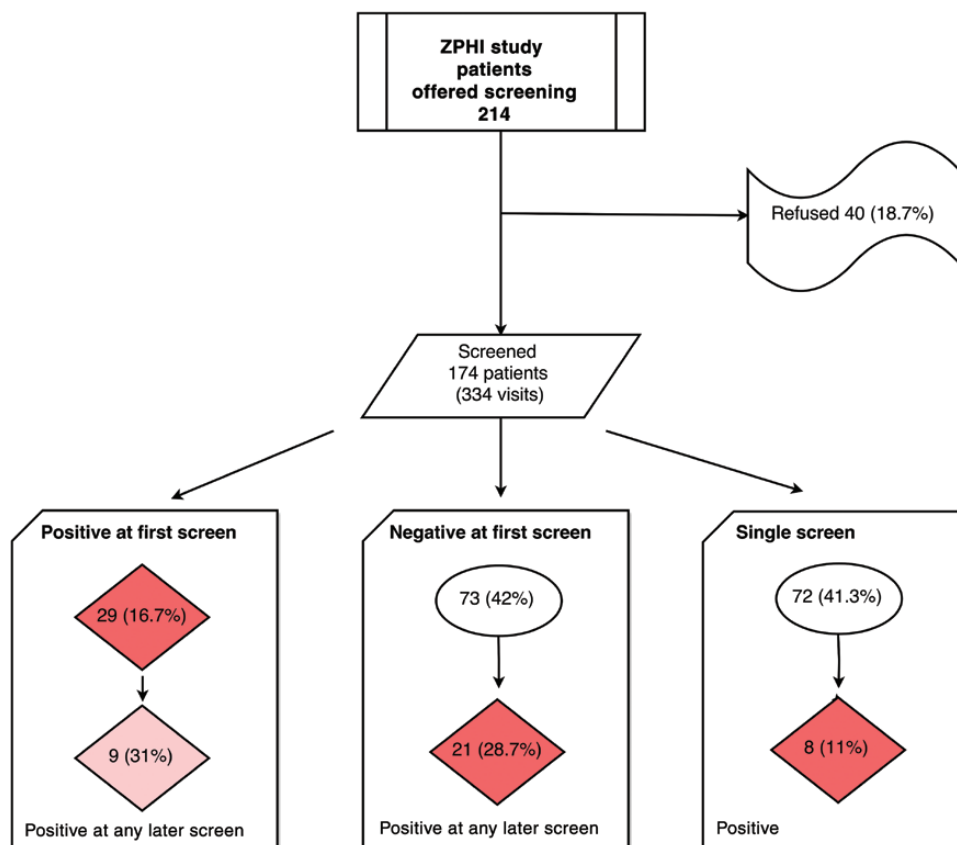 ZPHI study
patients
offered screening
214
Refused 40 (18.7%)
Screened
174 patients
(334 visits)
Positive at first screen
29 (16.7%)
9 (31%)
Positive at any later screen
Negative at first screen
73 (42%)
21 (28.7%)
Positive at any later screen
Single screen
72 (41.3%)
8 (11%)
Positive